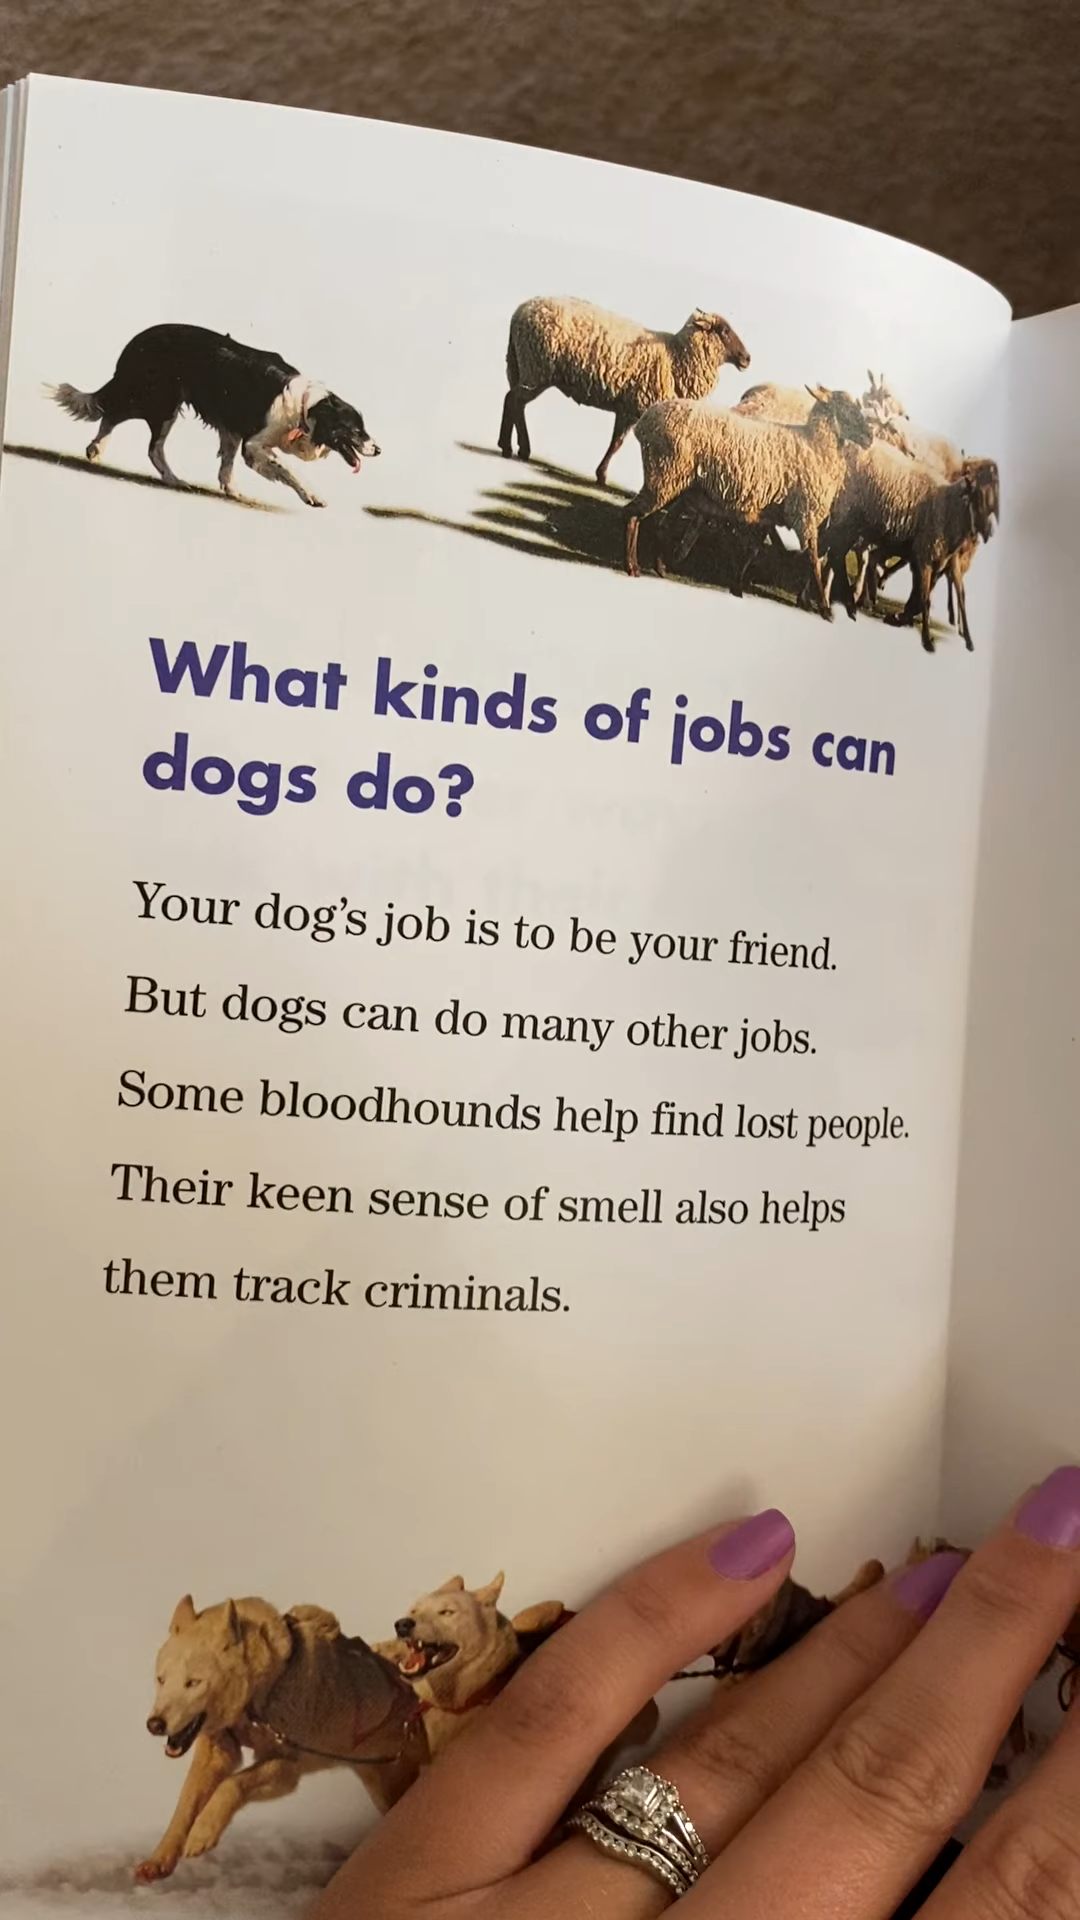 What kinds of jobs can
dogs do?
Your dog’s job is to be your friend.
But dogs can do many other jobs.
Some bloodhounds help find lost people.
Their keen sense of smell also helps
them track criminals.